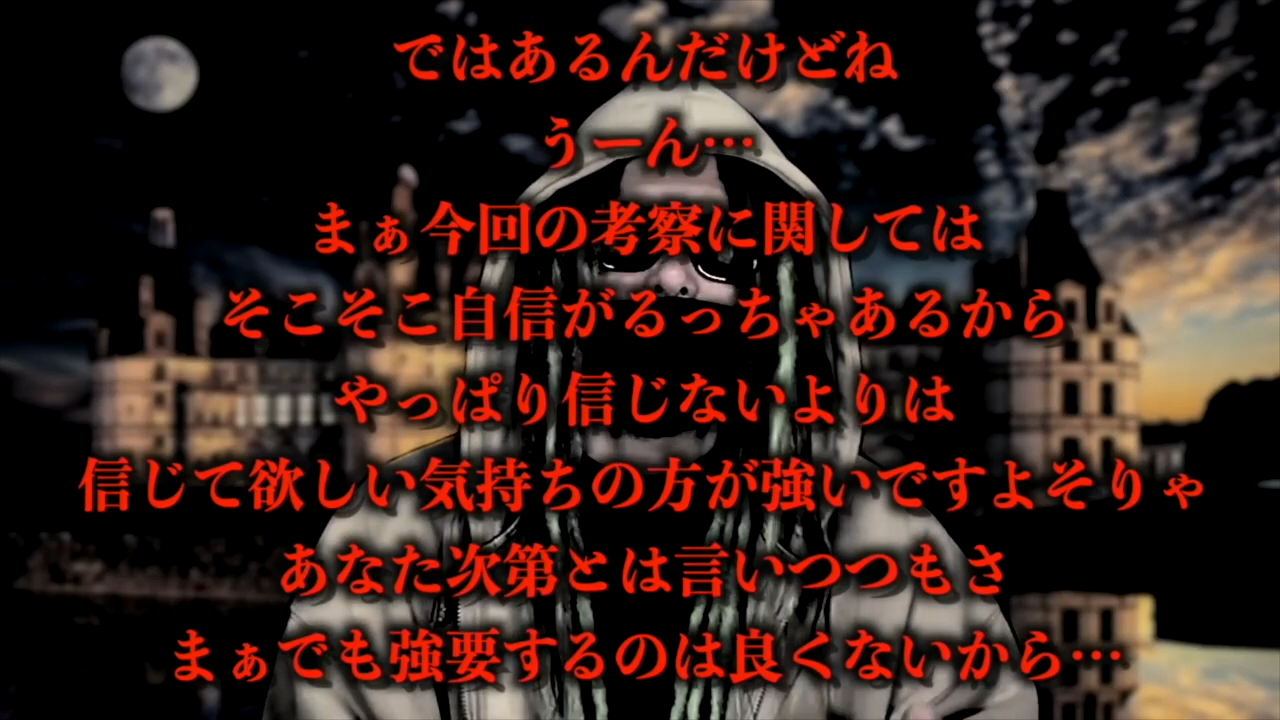 ではあるんだけどね
うーん…
まぁ今回の考察に関しては
そこそこ自信がるっちゃあるから
やっぱり信じないよりは
信じて欲しい気持ちの方が強いですよそりゃ
あなた次第とは言いつつもさ
まぁでも強要するのは良くないから…